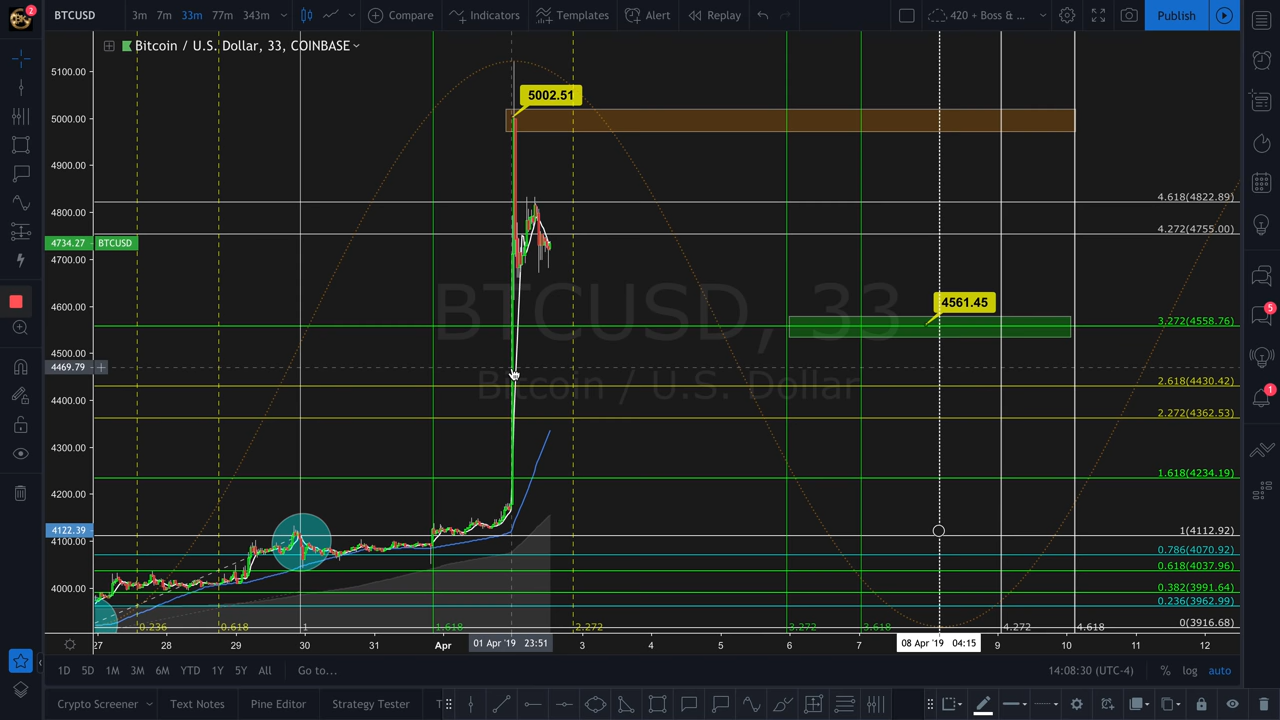 2
BTCUSD
3m 7m 33m 77m 343m
Compare
Indicators
Templates
Alert
Replay
420 + Boss & ...
Publish
Bitcoin / U.S. Dollar, 33, COINBASE
5100.00
5000.00
4900.00
4800.00
4734.27 BTCUSD
4700.00
4600.00
4500.00
4469.79
4400.00
4300.00
4200.00
4122.39
4100.00
4000.00
5002.51
4561.45
BTCUSD, 33
Bitcoin / U.S. Dollar
4.618(4822.89)
4.272(4755.00)
3.272(4558.76)
2.618(4430.42)
2.272(4362.53)
1.618(4234.19)
1(4112.92)
0.786(4070.92)
0.618(4037.96)
0.382(3991.64)
0.236(3962.99)
0(3916.68)
0.236 0.618 1 1.618 2.272 3.272 3.618 4.272 4.618
27 28 29 30 31 Apr 01 Apr '19 23:51 3 4 5 6 7 08 Apr '19 04:15 9 10 11 12
5
1
1D 5D 1M 3M 6M YTD 1Y 5Y All Go to...
14:08:30 (UTC-4) % log auto
Crypto Screener Text Notes Pine Editor Strategy Tester T